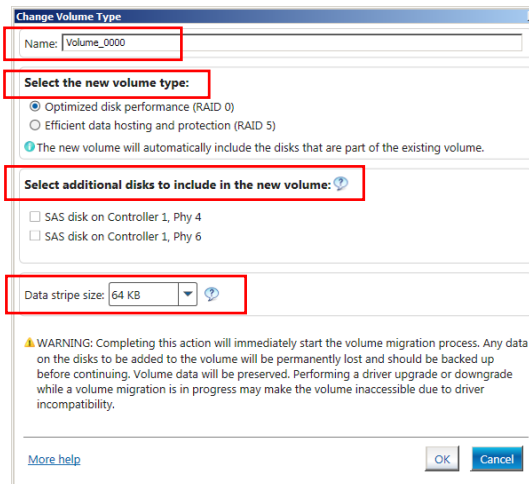 Change Volume Type
Name: Volume_0000
Select the new volume type:
Optimized disk performance (RAID 0)
Efficient data hosting and protection (RAID 5)
The new volume will automatically include the disks that are part of the existing volume.
Select additional disks to include in the new volume:
SAS disk on Controller 1, Phy 4
SAS disk on Controller 1, Phy 6
Data stripe size: 64 KB
WARNING: Completing this action will immediately start the volume migration process. Any data
on the disks to be added to the volume will be permanently lost and should be backed up
before continuing. Volume data will be preserved. Performing a driver upgrade or downgrade
while a volume migration is in progress may make the volume inaccessible due to driver
incompatibility.
More help OK Cancel